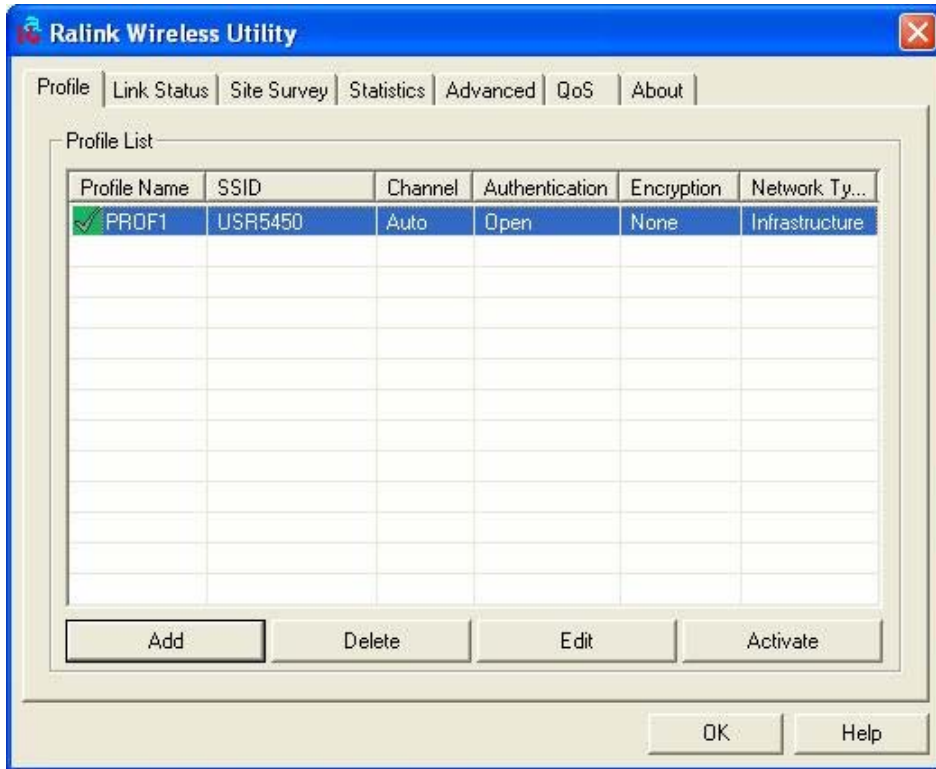 Ralink Wireless Utility
Profile Link Status Site Survey Statistics Advanced QoS About
Profile List
Profile Name SSID Channel Authentication Encryption Network Ty...
PROF1 USR5450 Auto Open None Infrastructure
Add Delete Edit Activate
OK Help